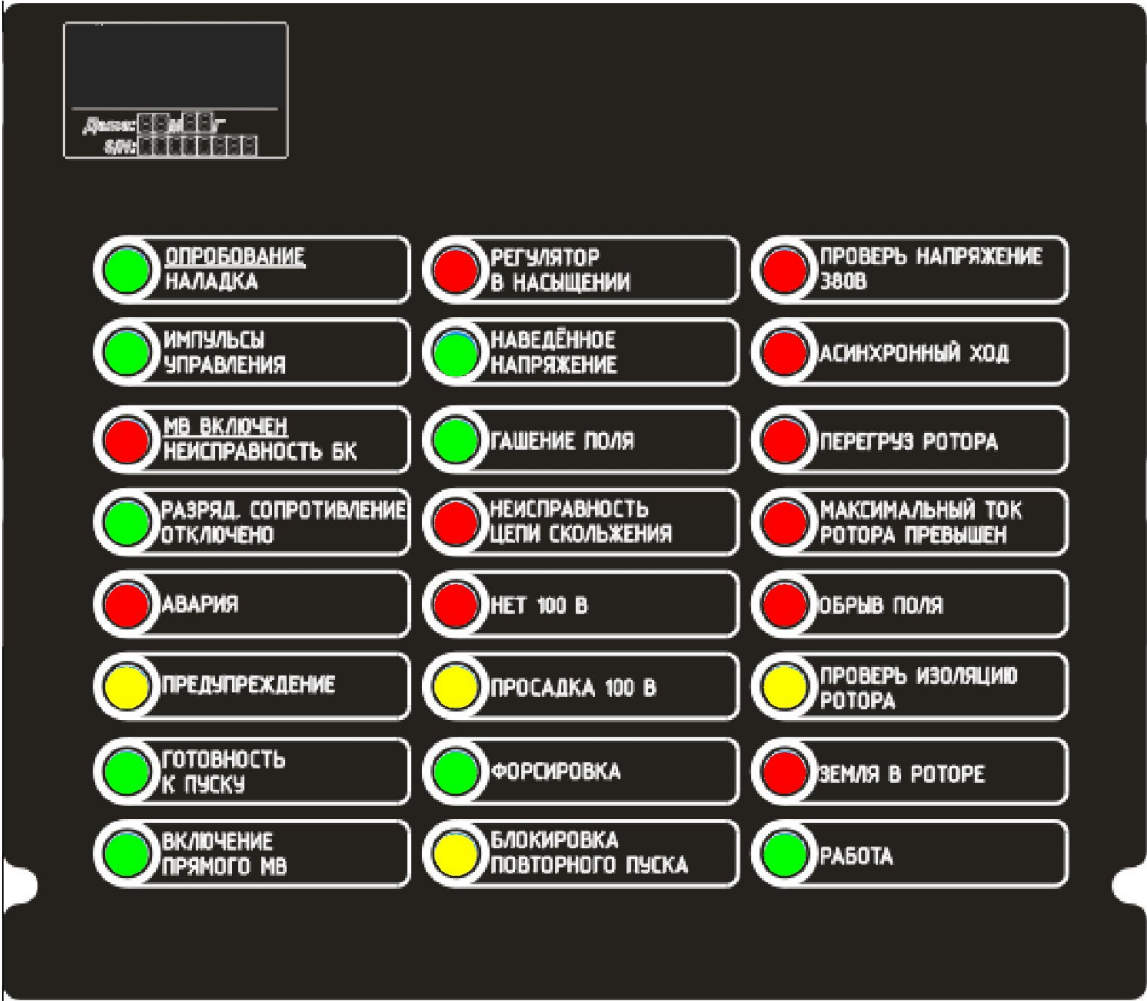 Дата: М Г
S/N:
ОПРОБОВАНИЕ
НАЛАДКА
ИМПУЛЬСЫ
УПРАВЛЕНИЯ
МВ ВКЛЮЧЕН
НЕИСПРАВНОСТЬ БК
РАЗРЯД. СОПРОТИВЛЕНИЕ
ОТКЛЮЧЕНО
АВАРИЯ
ПРЕДУПРЕЖДЕНИЕ
ГОТОВНОСТЬ
К ПУСКУ
ВКЛЮЧЕНИЕ
ПРЯМОГО МВ
РЕГУЛЯТОР
В НАСЫЩЕНИИ
НАВЕДЁННОЕ
НАПРЯЖЕНИЕ
ГАШЕНИЕ ПОЛЯ
НЕИСПРАВНОСТЬ
ЦЕПИ СКОЛЬЖЕНИЯ
НЕТ 100 В
ПРОСАДКА 100 В
ФОРСИРОВКА
БЛОКИРОВКА
ПОВТОРНОГО ПУСКА
ПРОВЕРЬ НАПРЯЖЕНИЕ
380В
АСИНХРОННЫЙ ХОД
ПЕРЕГРУЗ РОТОРА
МАКСИМАЛЬНЫЙ ТОК
РОТОРА ПРЕВЫШЕН
ОБРЫВ ПОЛЯ
ПРОВЕРЬ ИЗОЛЯЦИЮ
РОТОРА
ЗЕМЛЯ В РОТОРЕ
РАБОТА